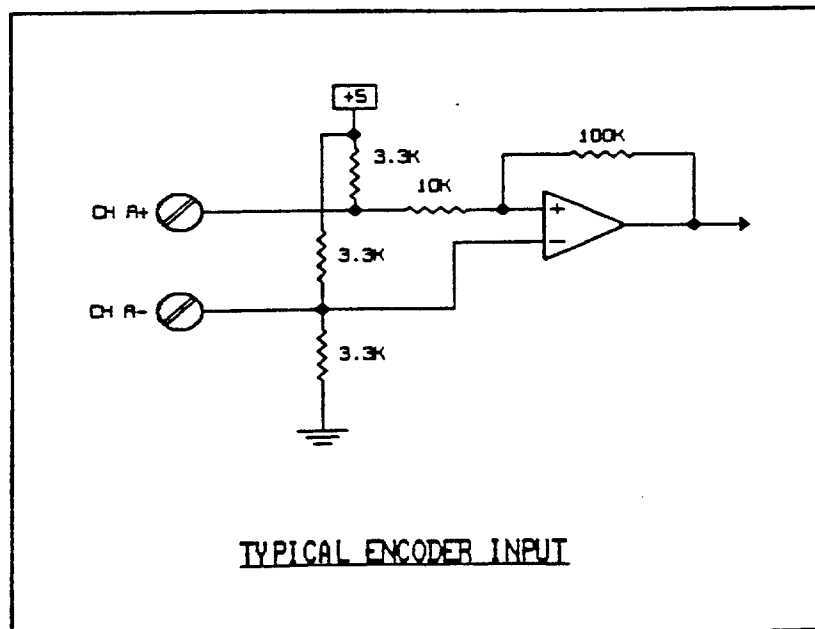 +5
3.3K
100K
10K
CH A+
3.3K
CH A-
3.3K
+
-
TYPICAL ENCODER INPUT